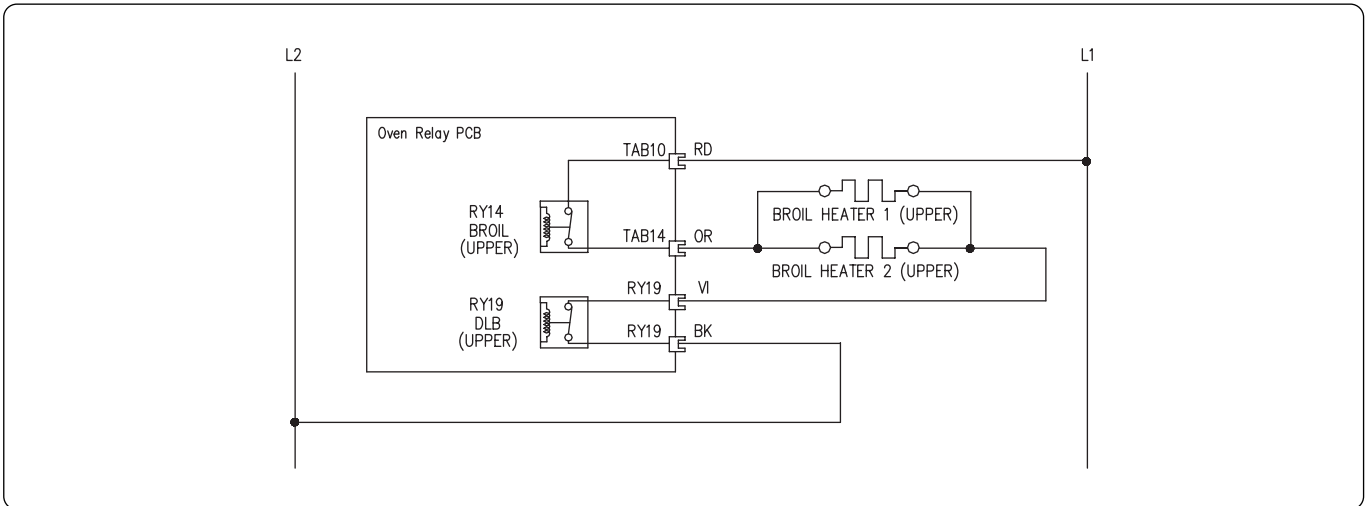 L2
L1
Oven Relay PCB
TAB10
RD
RY14
BROIL
(UPPER)
BROIL HEATER 1 (UPPER)
TAB14
OR
BROIL HEATER 2 (UPPER)
RY19
VI
RY19
DLB
(UPPER)
RY19
BK